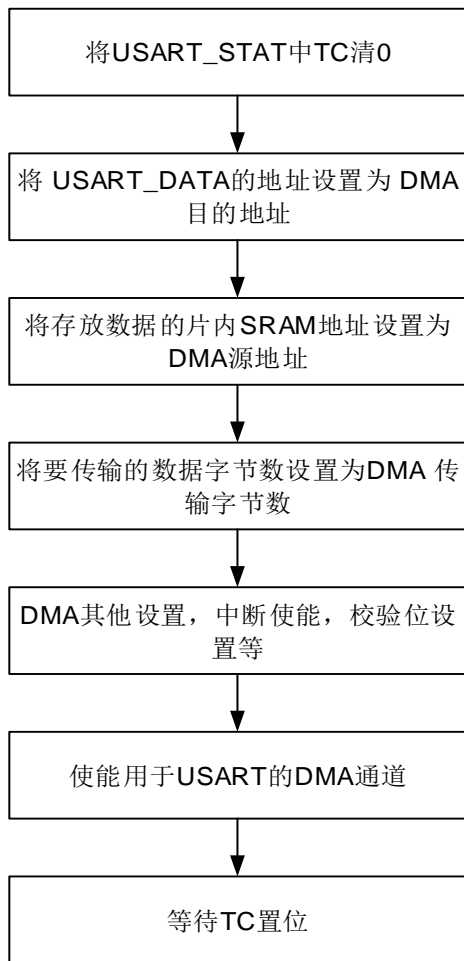 将USART_STAT中TC清0
将 USART_DATA的地址设置为 DMA
目的地址
将存放数据的片内SRAM地址设置为
DMA源地址
将要传输的数据字节数设置为DMA 传
输字节数
DMA其他设置，中断使能，校验位设
置等
使能用于USART的DMA通道
等待TC置位